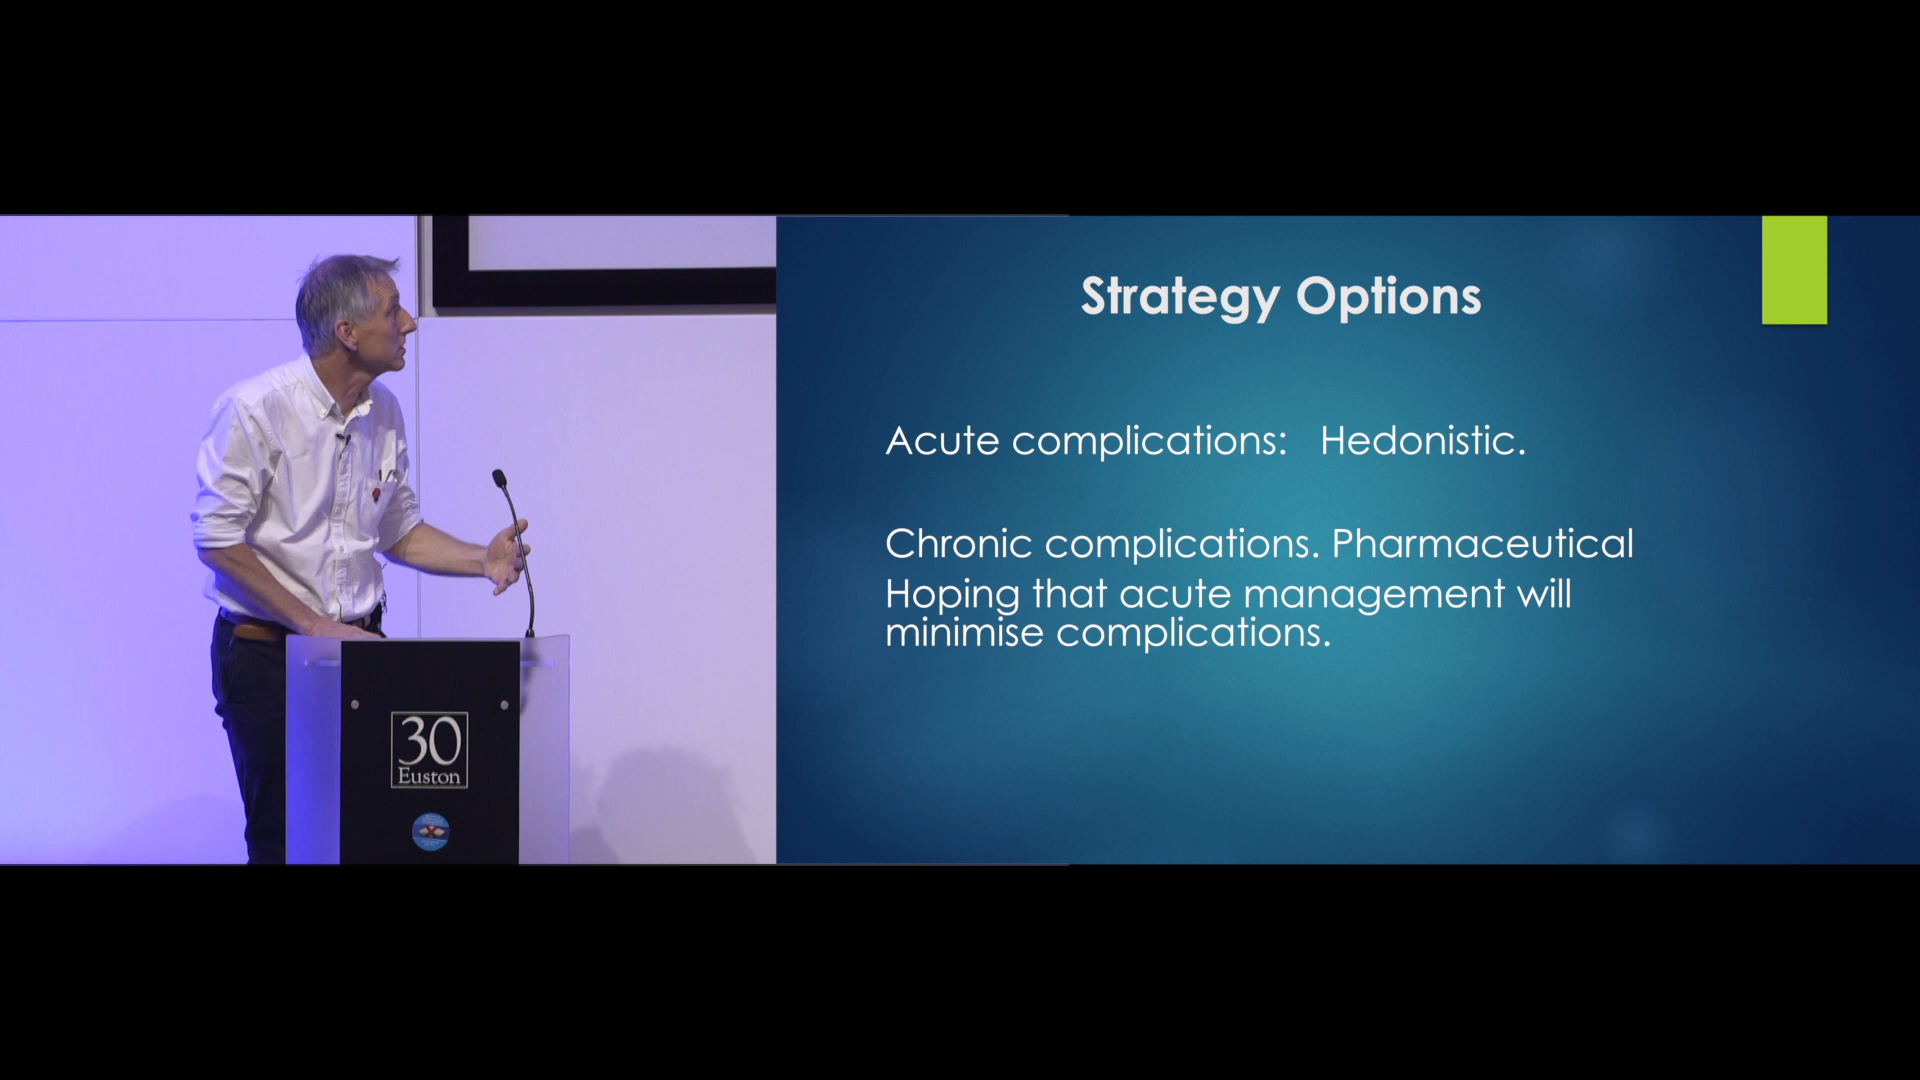 Strategy Options
Acute complications: Hedonistic.
Chronic complications. Pharmaceutical
Hoping that acute management will
minimise complications.
30
Euston